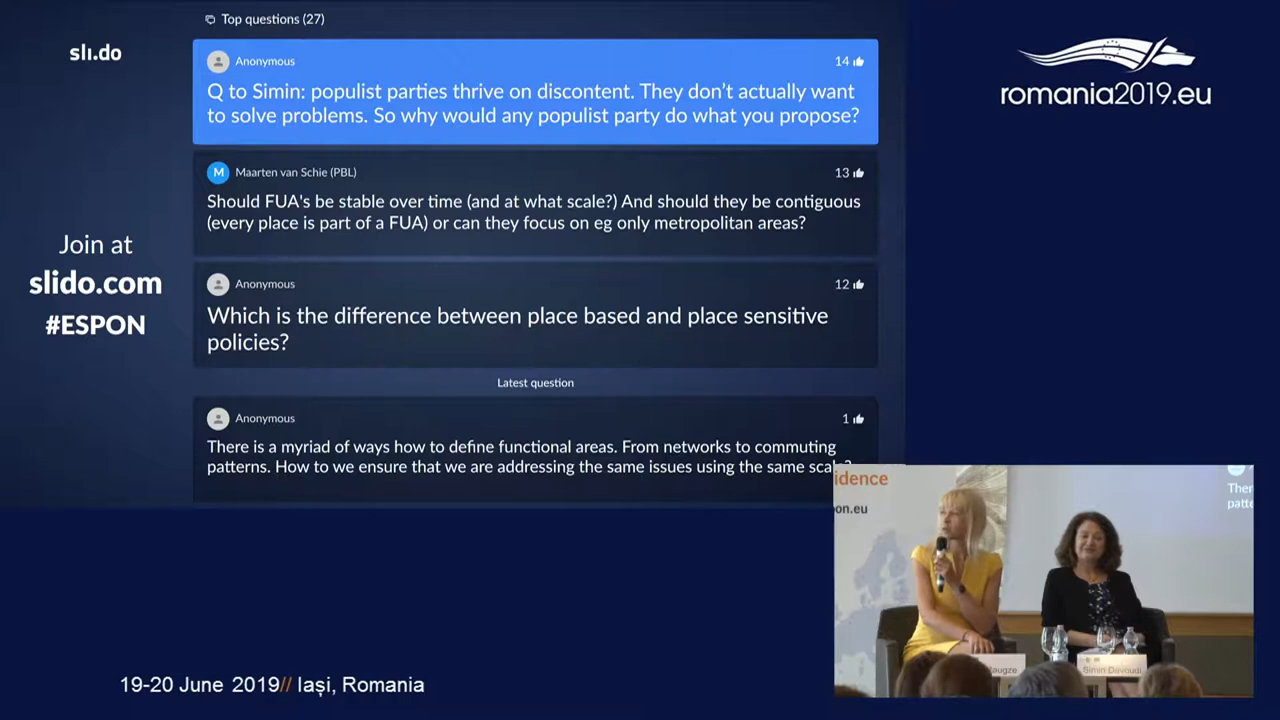 Top questions (27)
sli.do
Anonymous
14
Q to Simin: populist parties thrive on discontent. They don't actually want
to solve problems. So why would any populist party do what you propose?
romania2019.eu
M
Maarten van Schie (PBL)
13
Should FUA's be stable over time (and at what scale?) And should they be contiguous
(every place is part of a FUA) or can they focus on eg only metropolitan areas?
Join at
slido.com
#ESPON
Anonymous
12
Which is the difference between place based and place sensitive
policies?
Latest question
Anonymous
1
There is a myriad of ways how to define functional areas. From networks to commuting
patterns. How to we ensure that we are addressing the same issues using the same
idence
on.eu
Ther
patte
augze
Simin Davoudi
19-20 June 2019// Iași, Romania